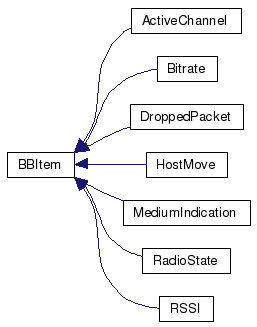 ActiveChannel
Bitrate
DroppedPacket
BBItem
HostMove
MediumIndication
RadioState
RSSI